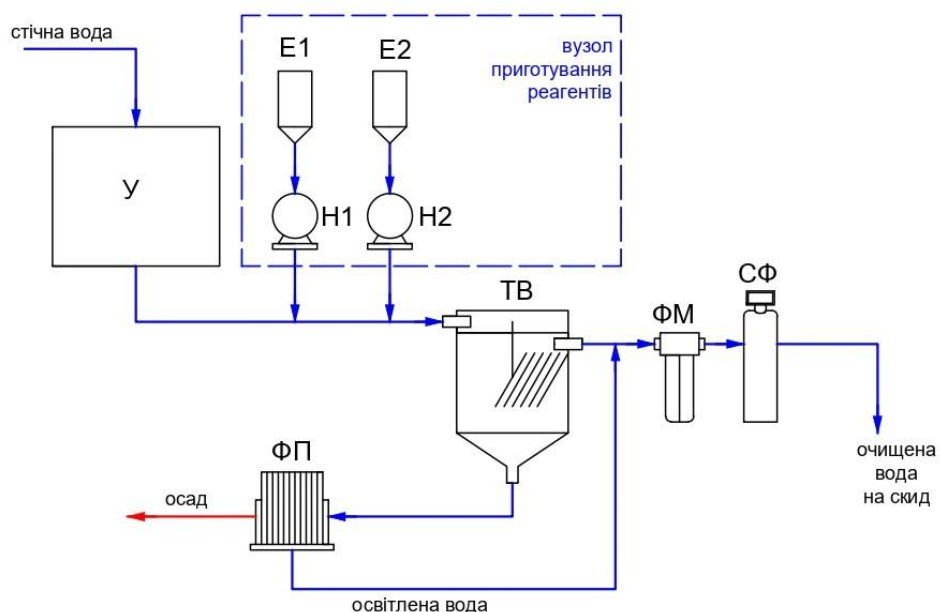 стічна вода
Е1
Е2
вузол
приготування
реагентів
У
Н1
Н2
ТВ
ФМ
СФ
ФП
осад
очищена
вода
на скид
освітлена вода